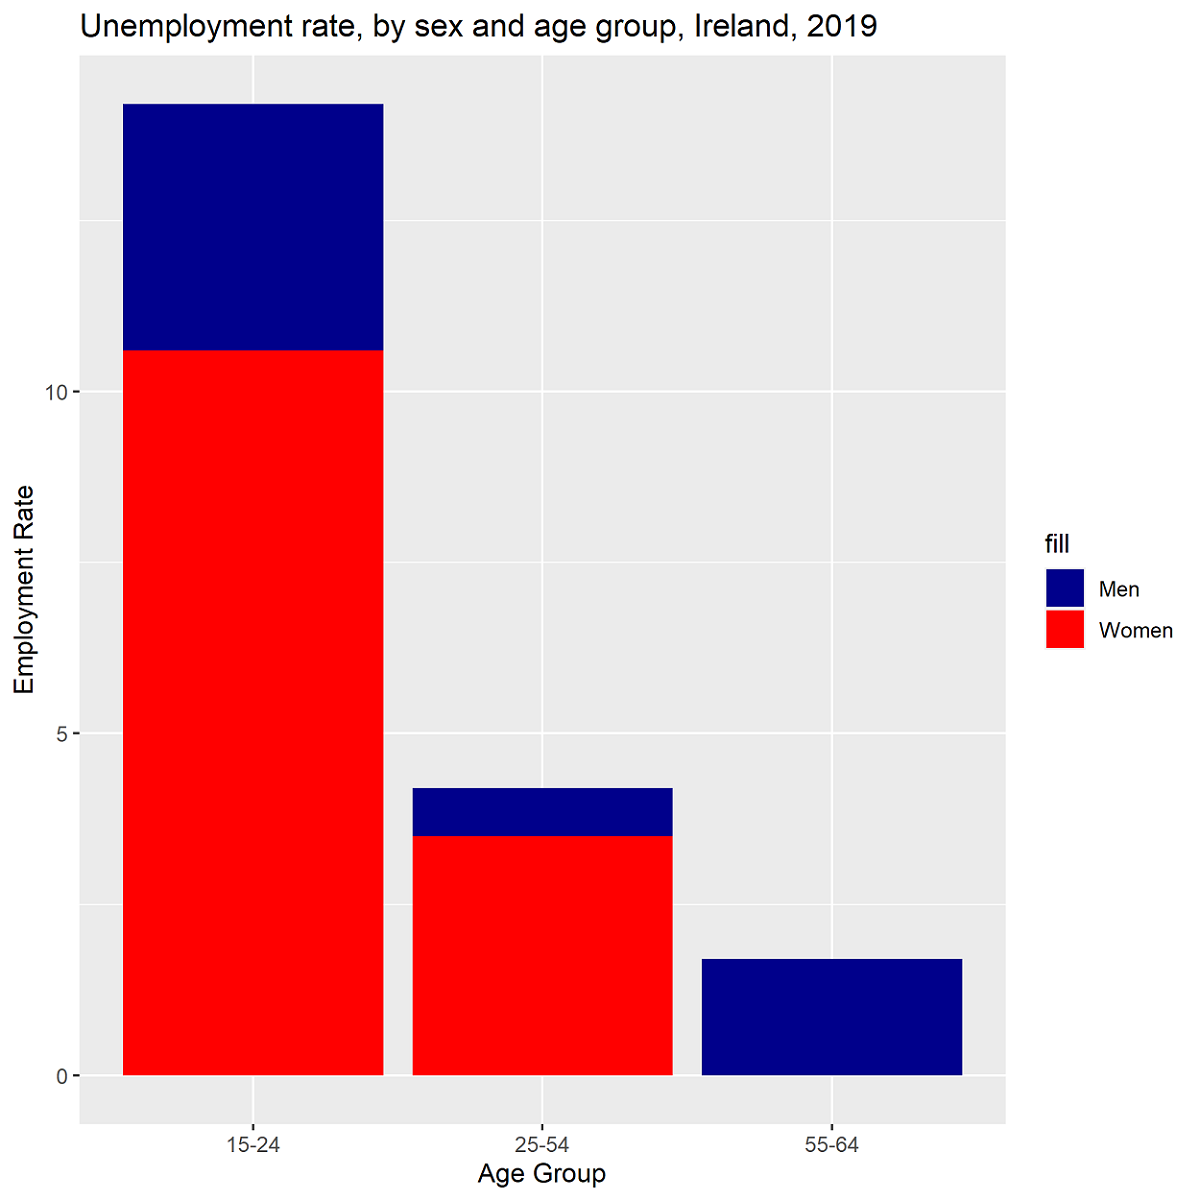 Unemployment rate, by sex and age group, Ireland, 2019
10
5
0
Employment Rate
15-24
25-54
55-64
Age Group
fill
Men
Women